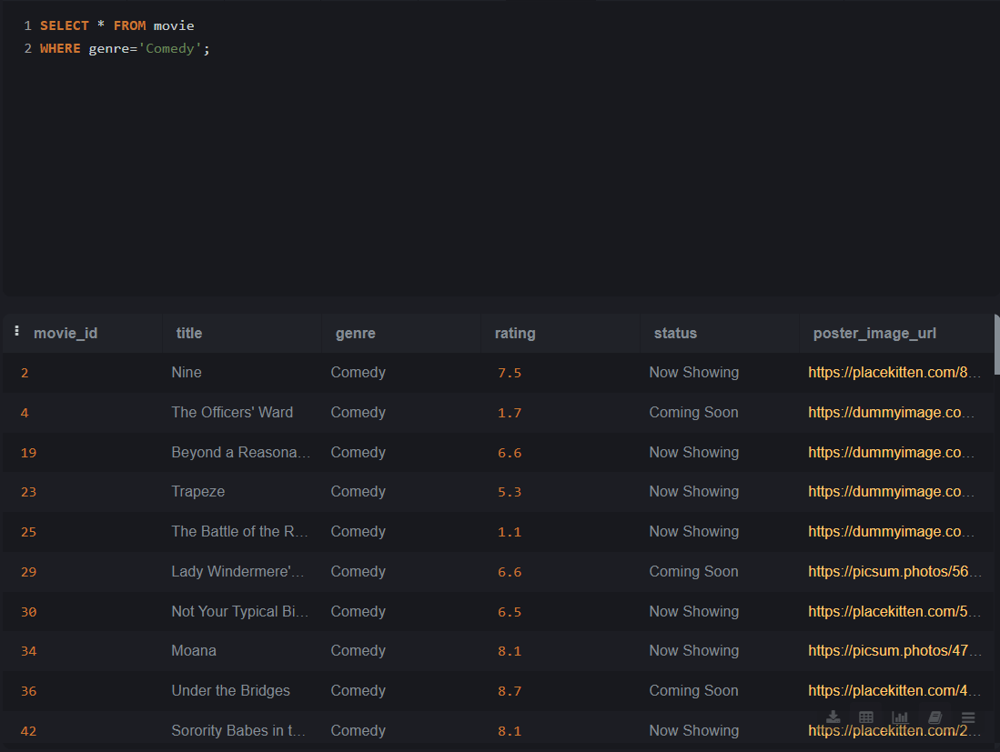 1 SELECT * FROM movie
2 WHERE genre='Comedy';
movie_id title genre rating status poster_image_url
2 Nine Comedy 7.5 Now Showing https://placekitten.com/8...
4 The Officers' Ward Comedy 1.7 Coming Soon https://dummyimage.co...
19 Beyond a Reasona... Comedy 6.6 Now Showing https://dummyimage.co...
23 Trapeze Comedy 5.3 Now Showing https://dummyimage.co...
25 The Battle of the R... Comedy 1.1 Now Showing https://dummyimage.co...
29 Lady Windermere'... Comedy 6.6 Coming Soon https://picsum.photos/56...
30 Not Your Typical Bi... Comedy 6.5 Now Showing https://placekitten.com/5...
34 Moana Comedy 8.1 Now Showing https://picsum.photos/47...
36 Under the Bridges Comedy 8.7 Coming Soon https://placekitten.com/4...
42 Sorority Babes in t... Comedy 8.1 Now Showing https://placekitten.com/2...